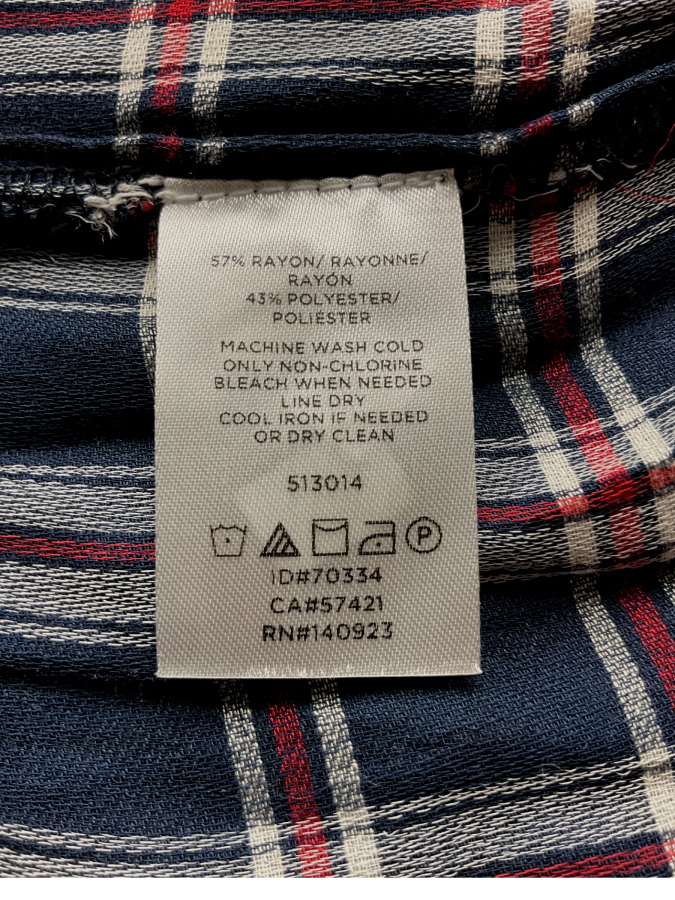 57% RAYON/ RAYONNE/
RAYÓN
43% POLYESTER/
POLIÉSTER
MACHINE WASH COLD
ONLY NON-CHLORINE
BLEACH WHEN NEEDED
LINE DRY
COOL IRON IF NEEDED
OR DRY CLEAN
513014
P
ID#70334
CA#57421
RN#140923